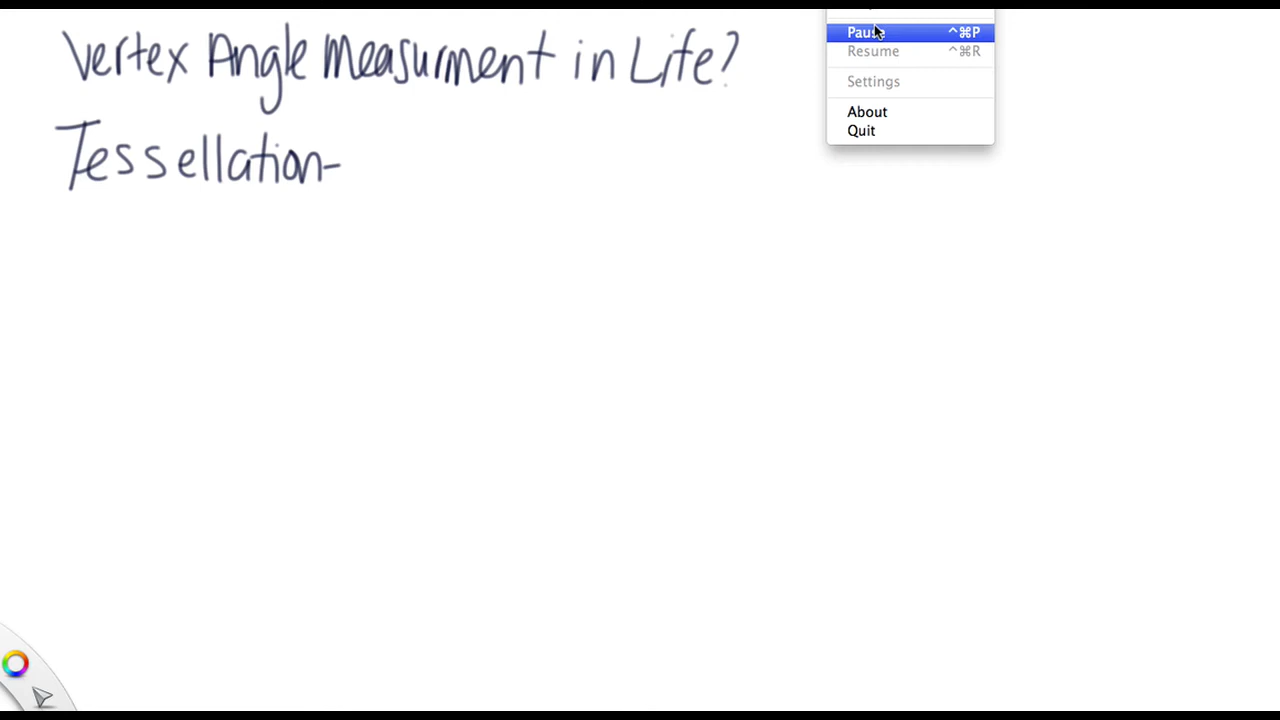 Vertex Angle Measurment in Life?
Tessellation-
Pause ^⌘P
Resume ^⌘R
Settings
About
Quit